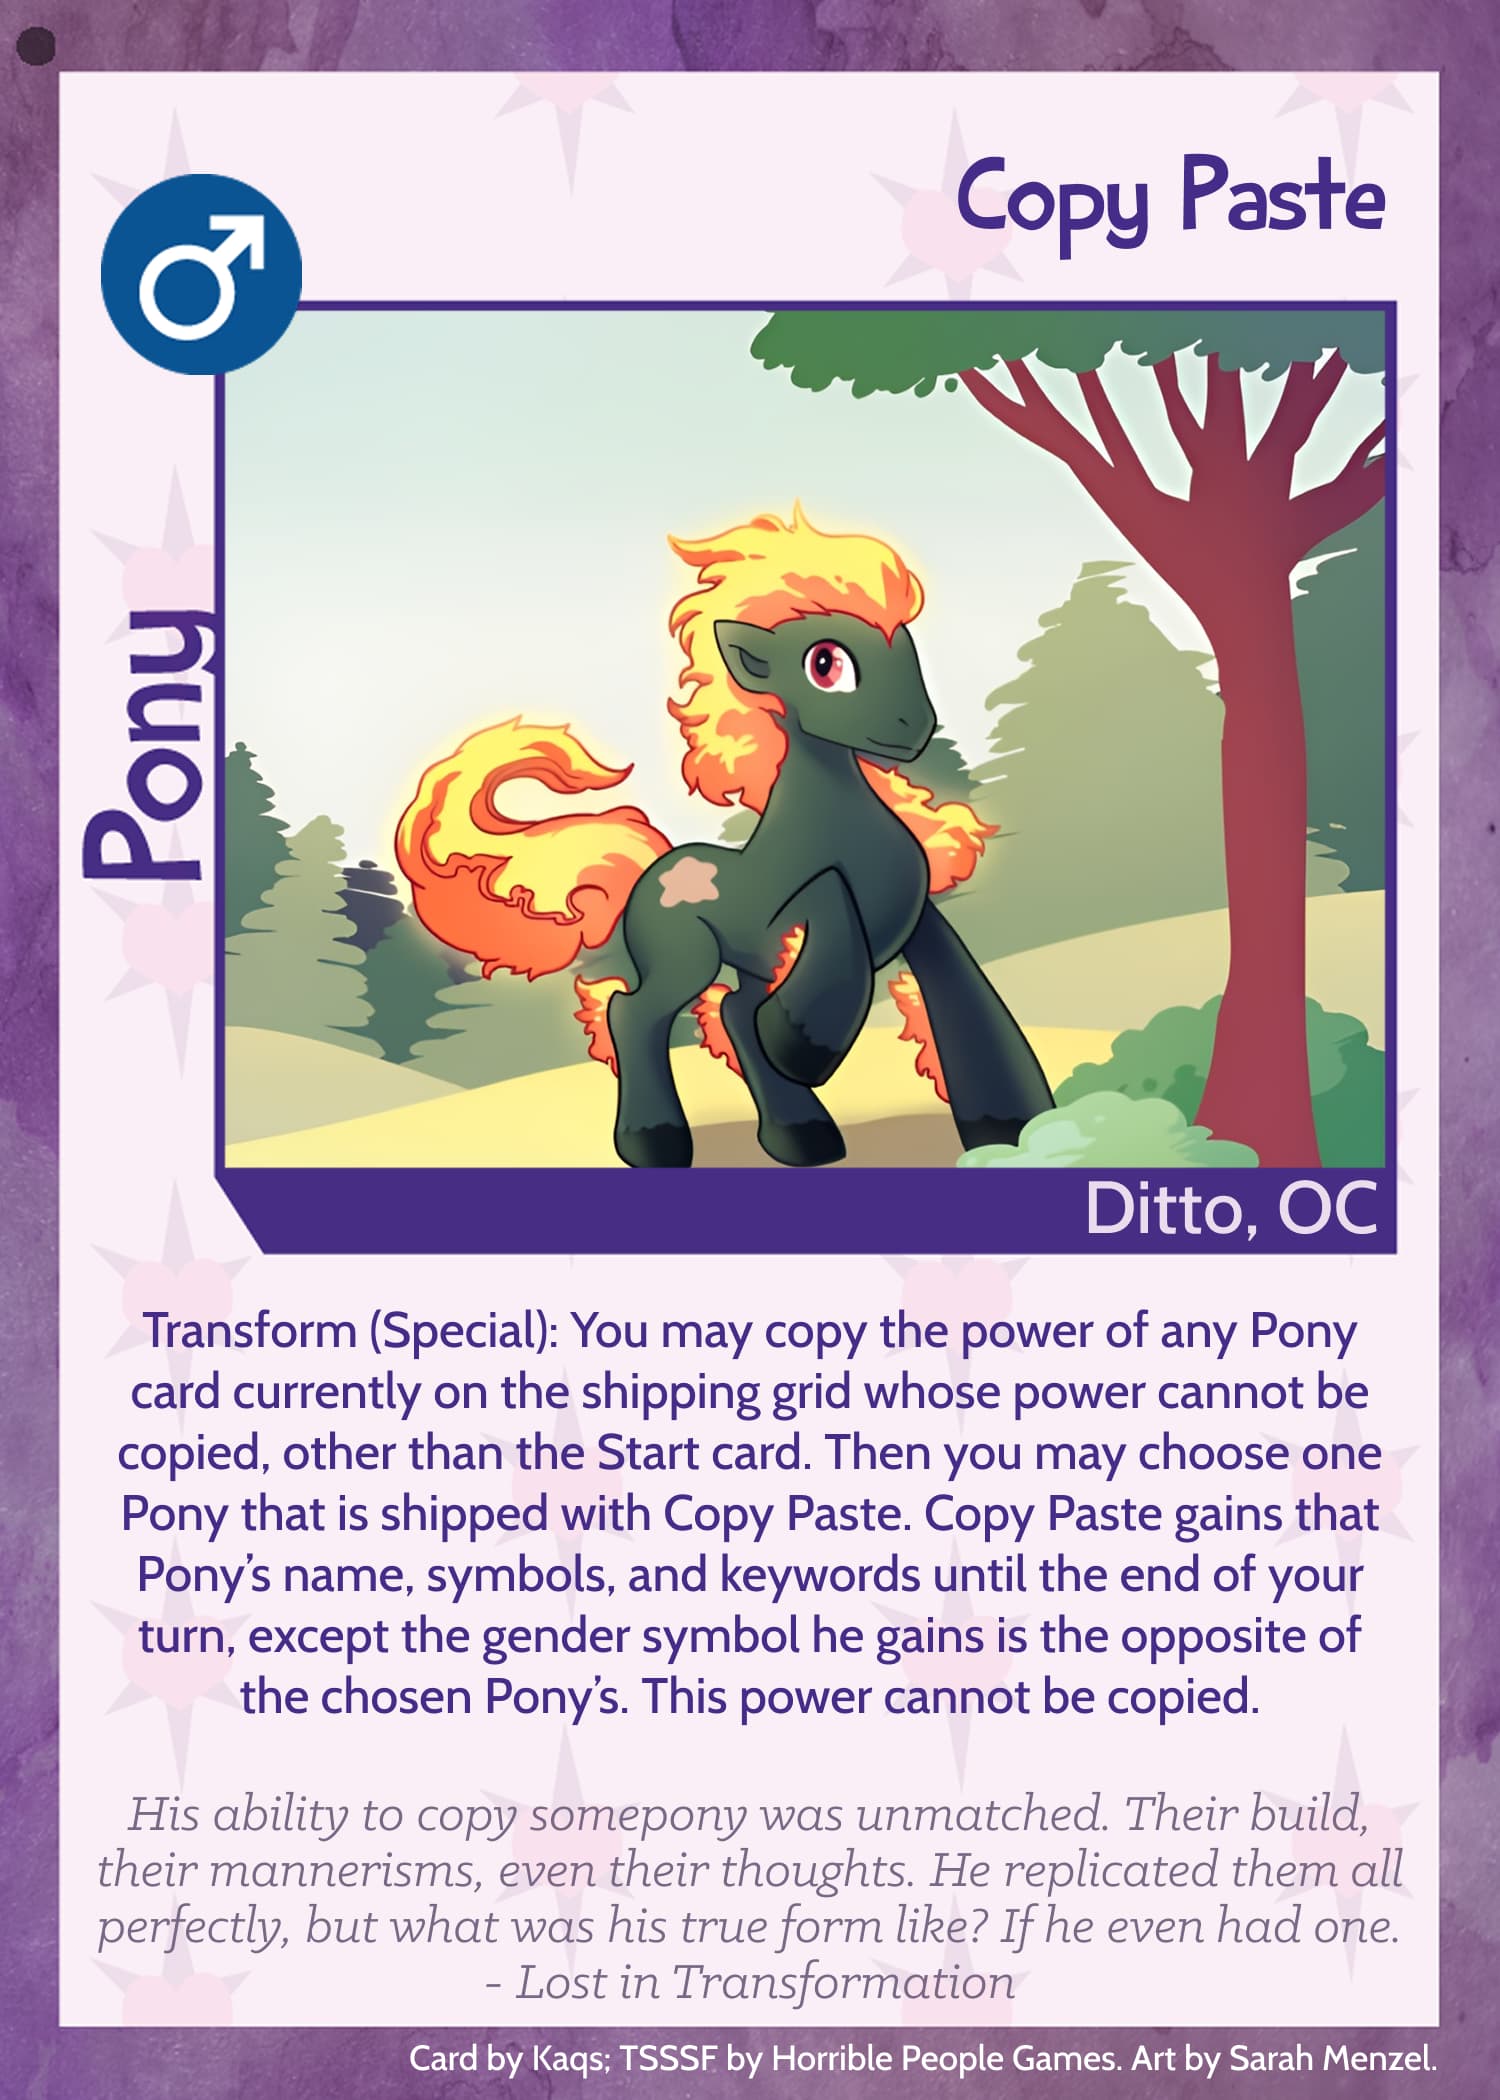 Copy Paste
Pony
Ditto, OC
Transform (Special): You may copy the power of any Pony
card currently on the shipping grid whose power cannot be
copied, other than the Start card. Then you may choose one
Pony that is shipped with Copy Paste. Copy Paste gains that
Pony's name, symbols, and keywords until the end of your
turn, except the gender symbol he gains is the opposite of
the chosen Pony's. This power cannot be copied.
His ability to copy somepony was unmatched. Their build,
their mannerisms, even their thoughts. He replicated them all
perfectly, but what was his true form like? If he even had one.
- Lost in Transformation
Card by Kaqs; TSSSF by Horrible People Games. Art by Sarah Menzel.